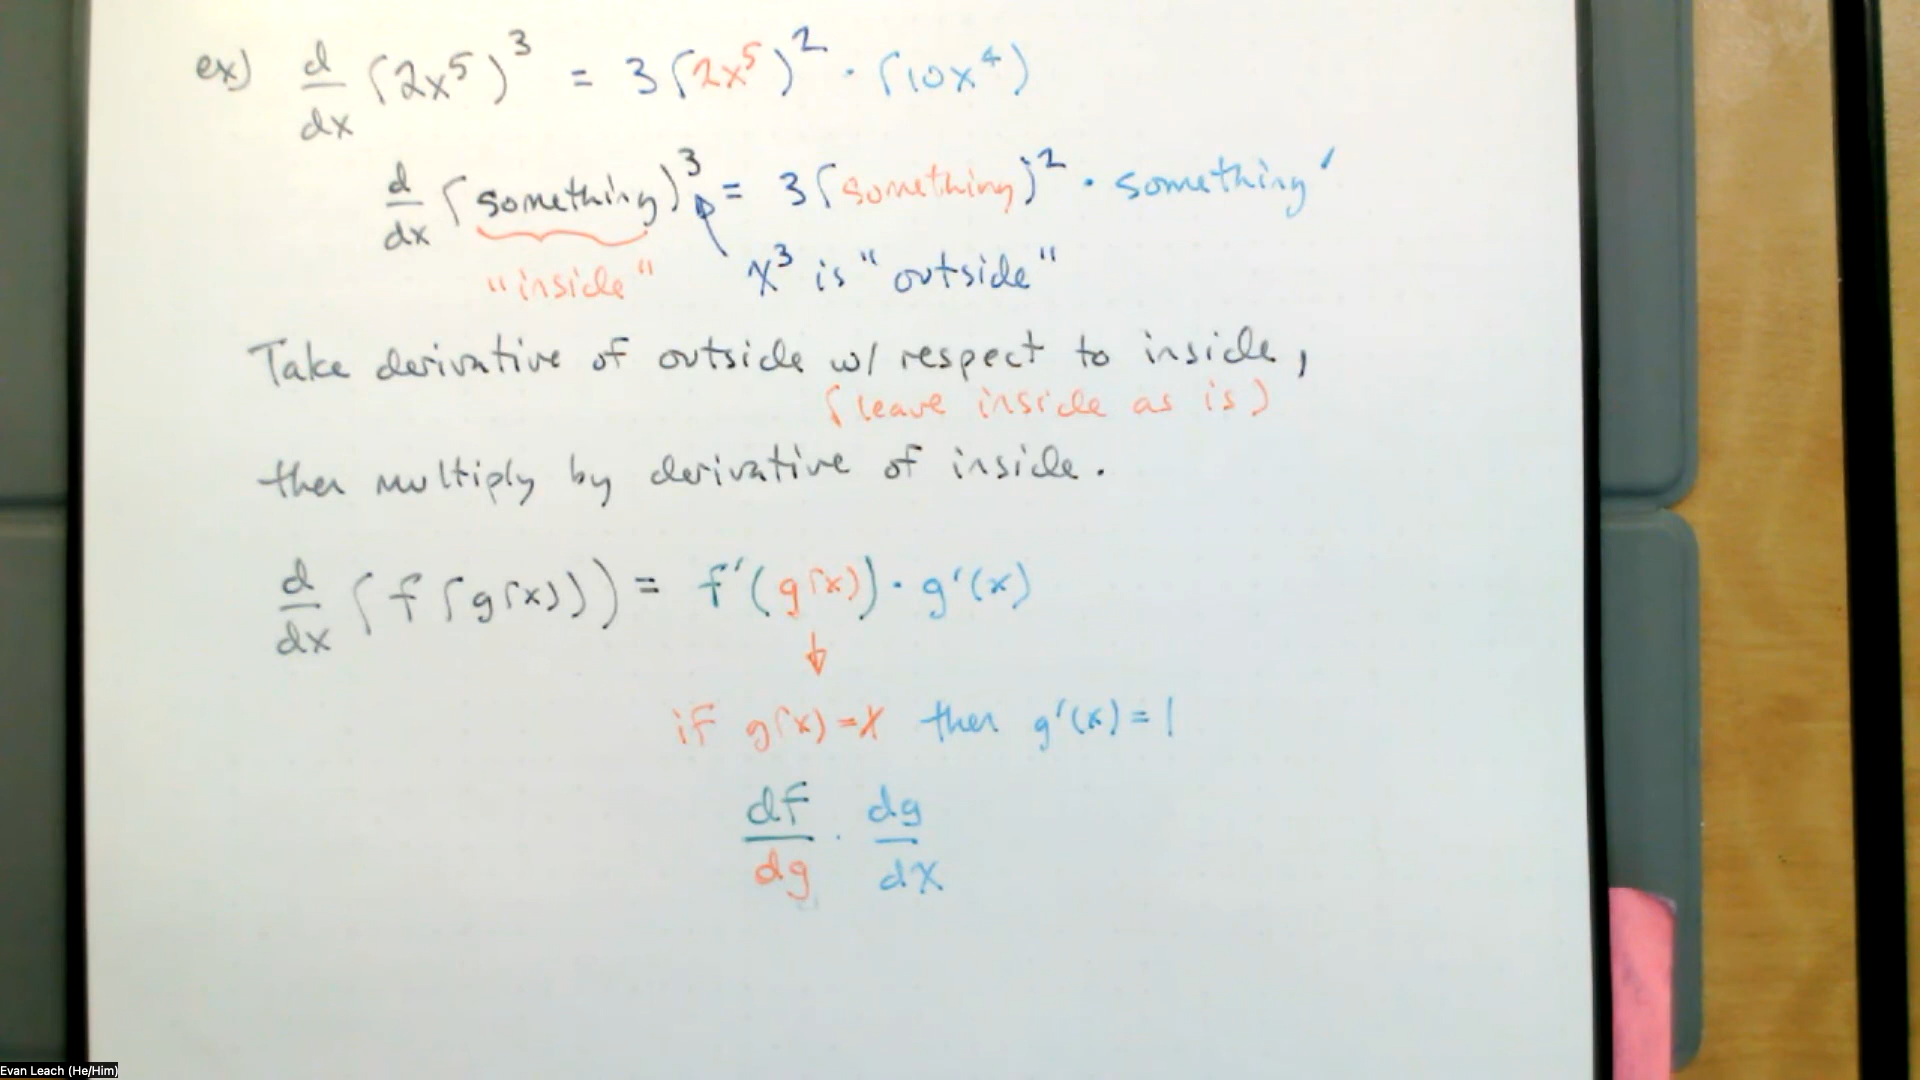 ex) d/dx (2x⁵)³ = 3(2x⁵)² · (10x⁴)
d/dx (something)³ = 3(something)² · something'
"inside" x³ is "outside"
Take derivative of outside w/ respect to inside,
(leave inside as is)
then multiply by derivative of inside.
d/dx (f(g(x))) = f'(g(x)) · g'(x)
if g(x) = x then g'(x) = 1
df/dg · dg/dx
Evan Leach (He/Him)